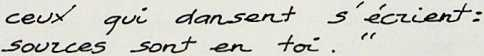 ceux qui dansent s'écrient:
sources sont en toi."